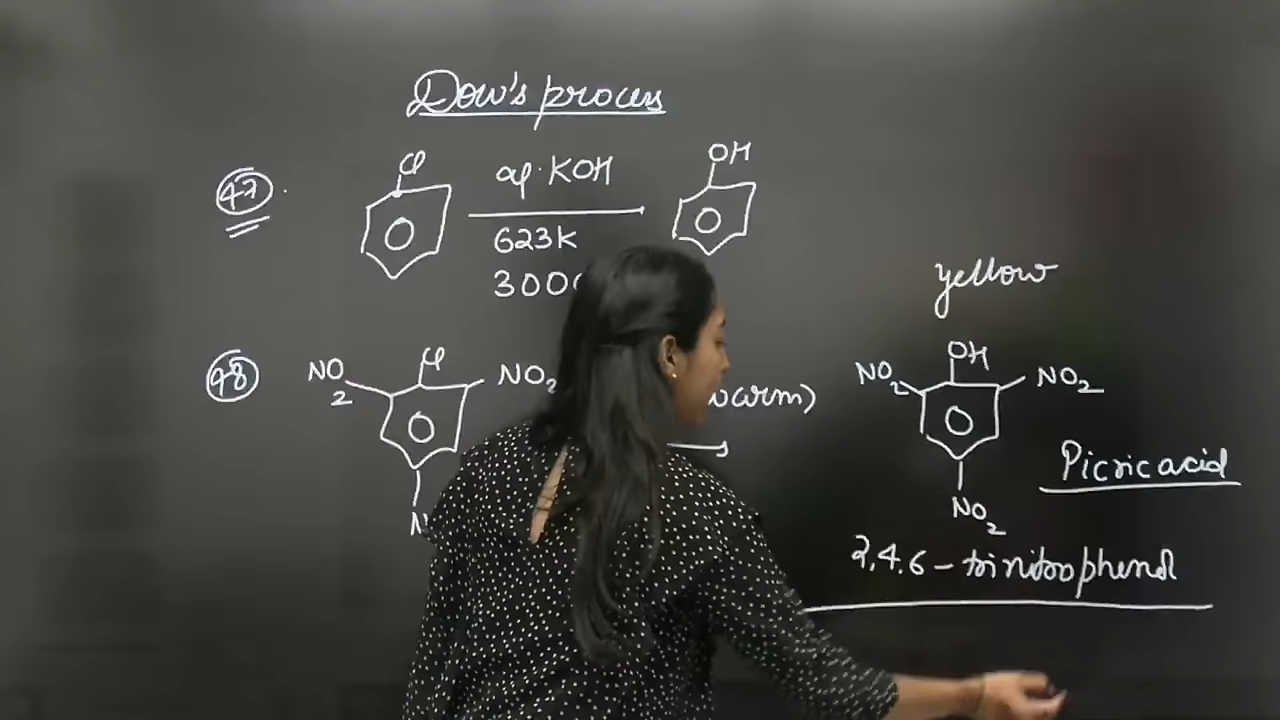 Dow's process
47.
Cl
aq. KOH
OH
623K
300
yellow
48
NO2
Cl
NO2
warm)
NO2
OH
NO2
N
NO2
Picric acid
2,4,6-trinitrophenol